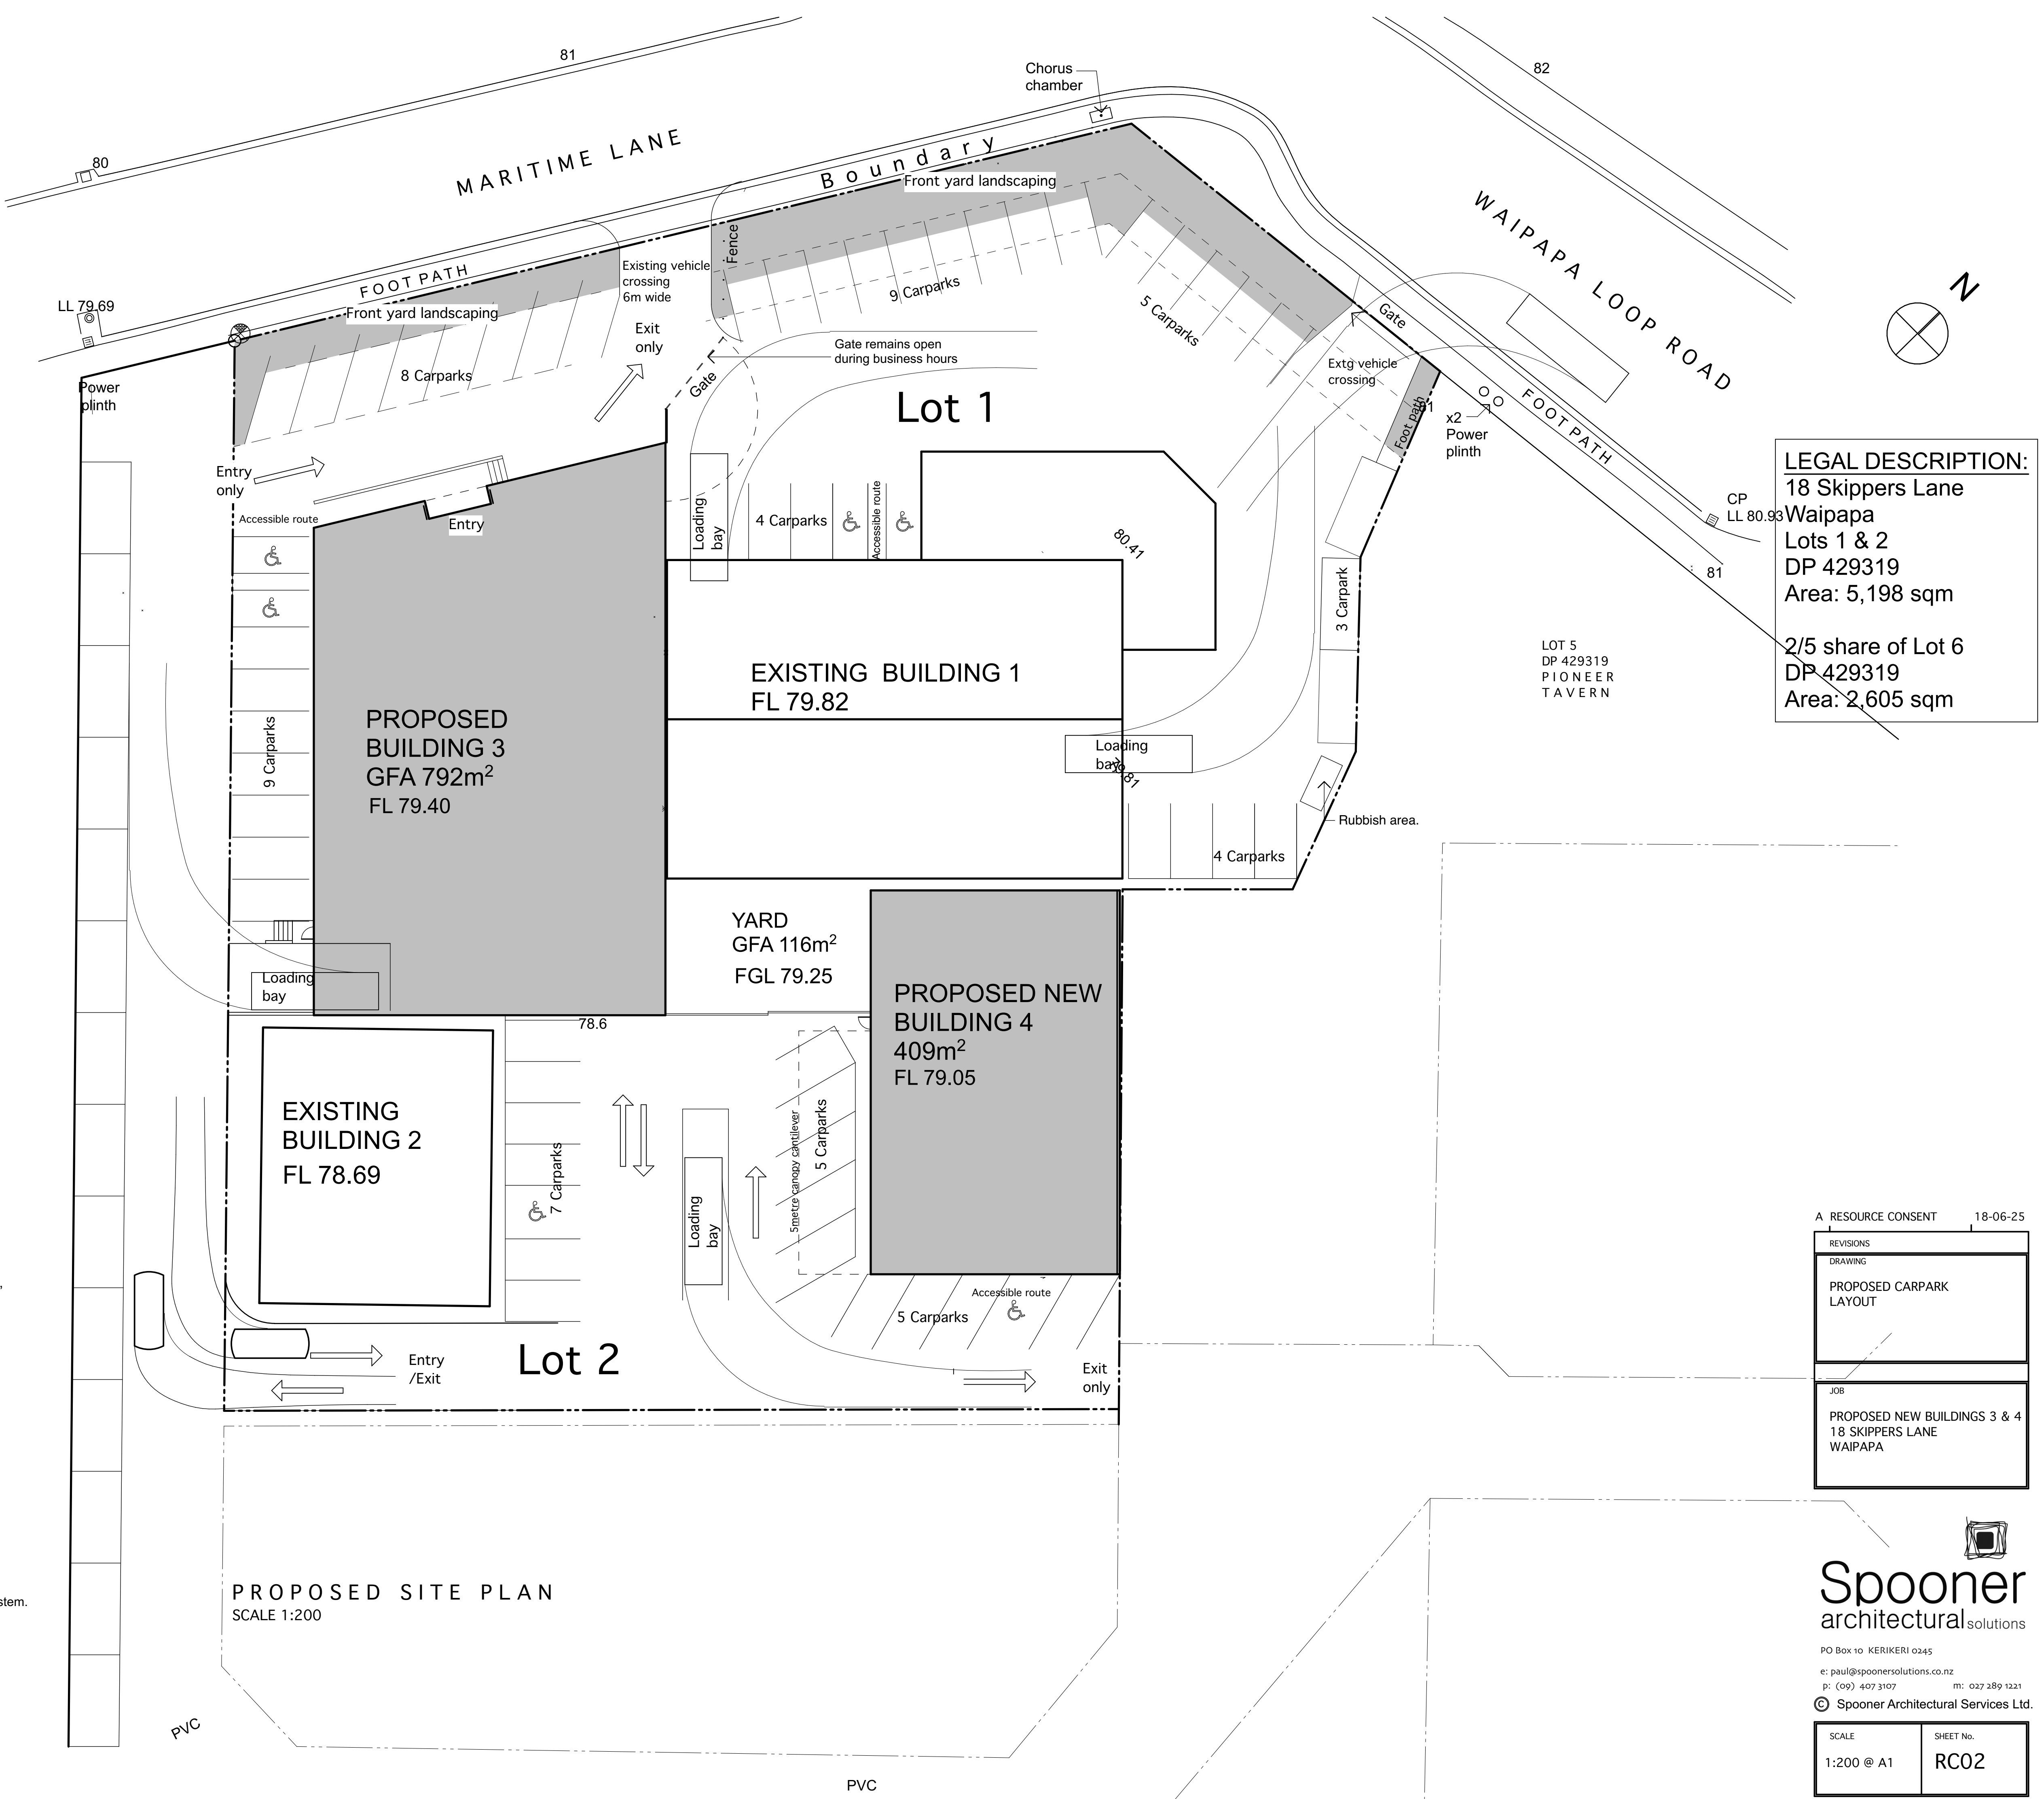 81
82
Chorus
chamber
80
MARITIME LANE
Boundary
Front yard landscaping
WAIPAPA LOOP ROAD
N
FOOTPATH
Existing vehicle
crossing
6m wide
Fence
9 Carparks
5 Carparks
Gate
LL 79.69
Front yard landscaping
Exit
only
Gate remains open
during business hours
8 Carparks
Gate
Power
plinth
Lot 1
Extg vehicle
crossing
Foot path
81
x2
Power
plinth
FOOTPATH
Entry
only
Accessible route
Entry
Loading
bay
4 Carparks
Accessible route
80.41
CP
LL 80.93
81
LEGAL DESCRIPTION:
18 Skippers Lane
Waipapa
Lots 1 & 2
DP 429319
Area: 5,198 sqm
2/5 share of Lot 6
DP 429319
Area: 2,605 sqm
3 Carpark
LOT 5
DP 429319
PIONEER
TAVERN
EXISTING BUILDING 1
FL 79.82
PROPOSED
BUILDING 3
GFA 792m²
FL 79.40
9 Carparks
Loading
bay
79.81
Rubbish area.
4 Carparks
YARD
GFA 116m²
FGL 79.25
Loading
bay
PROPOSED NEW
BUILDING 4
409m²
FL 79.05
78.6
EXISTING
BUILDING 2
FL 78.69
7 Carparks
Loading
bay
5metre canopy cantilever
5 Carparks
Accessible route
5 Carparks
Entry
/Exit
Lot 2
Exit
only
PROPOSED SITE PLAN
SCALE 1:200
stem.
PVC
PVC
A RESOURCE CONSENT 18-06-25
REVISIONS
DRAWING
PROPOSED CARPARK
LAYOUT
JOB
PROPOSED NEW BUILDINGS 3 & 4
18 SKIPPERS LANE
WAIPAPA
Spooner
architectural solutions
PO Box 10 KERIKERI 0245
e: paul@spoonersolutions.co.nz
p: (09) 407 3107 m: 027 289 1221
© Spooner Architectural Services Ltd.
SCALE
1:200 @ A1
SHEET No.
RC02